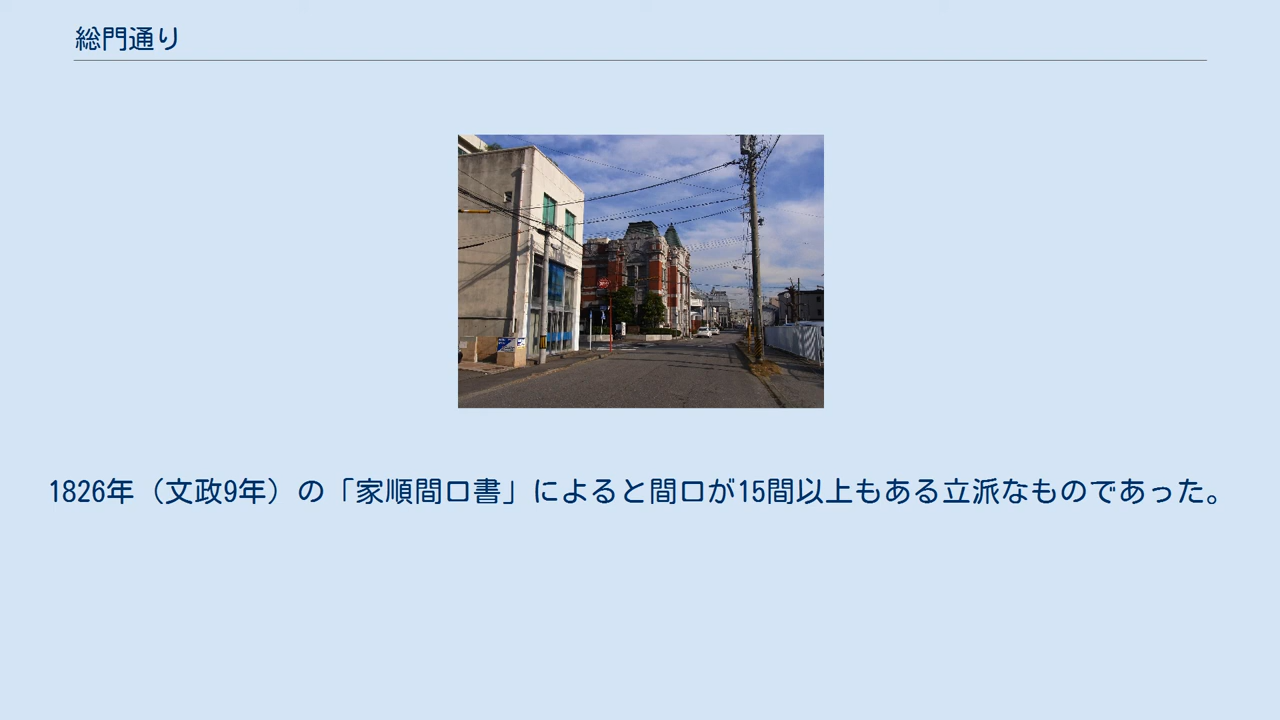 総門通り
1826年（文政9年）の「家順間口書」によると間口が15間以上もある立派なものであった。